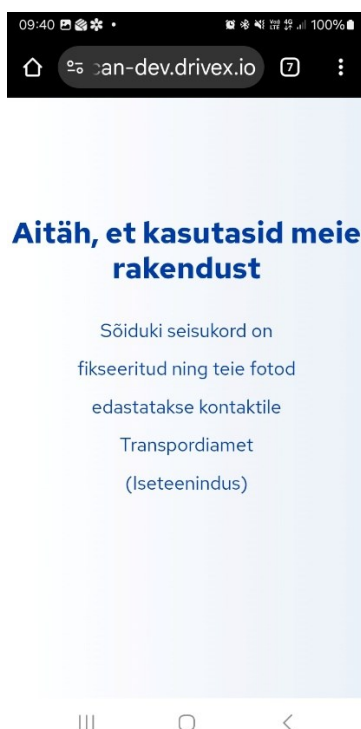 09:40 100%
can-dev.drivex.io 7
Aitäh, et kasutasid meie
rakendust
Sõiduki seisukord on
fikseeritud ning teie fotod
edastatakse kontaktile
Transpordiamet
(Iseteenindus)